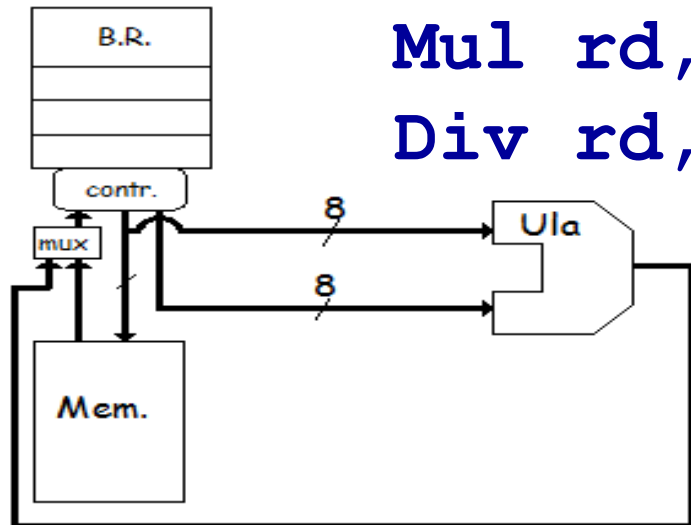 B.R.
Mul rd,
Div rd,
contr.
8
Ula
mux
8
Mem.